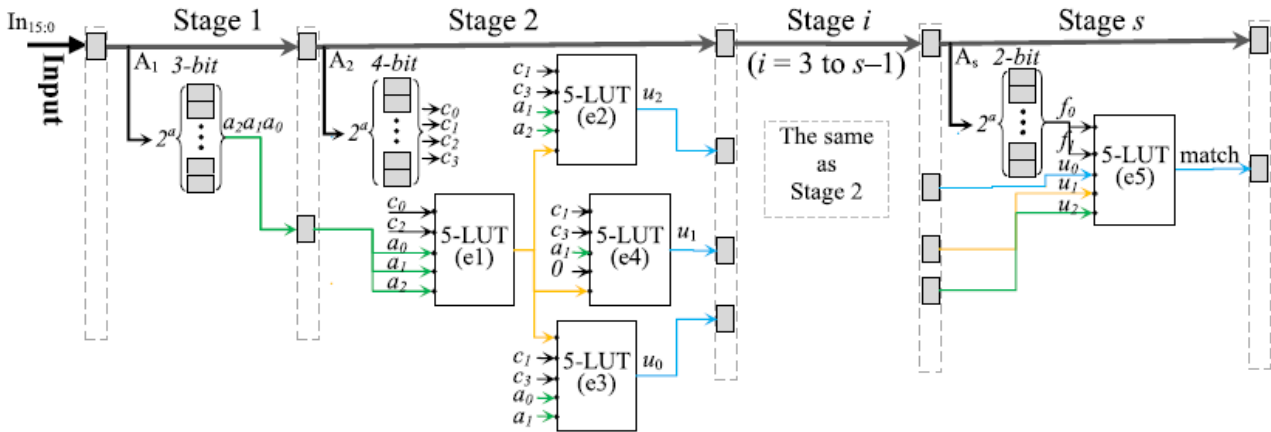 In15:0
Input
Stage 1
Stage 2
Stage i
(i = 3 to s–1)
Stage s
A1
3-bit
2^a
a2a1a0
A2
4-bit
2^a
c0
c1
c2
c3
c0
c2
a0
a1
a2
5-LUT
(e1)
c1
c3
a1
a2
5-LUT
(e2)
u2
c1
c3
a1
0
5-LUT
(e4)
u1
c1
c3
a0
a1
5-LUT
(e3)
u0
The same
as
Stage 2
As
2-bit
2^a
f0
f1
u0
u1
u2
5-LUT
(e5)
match